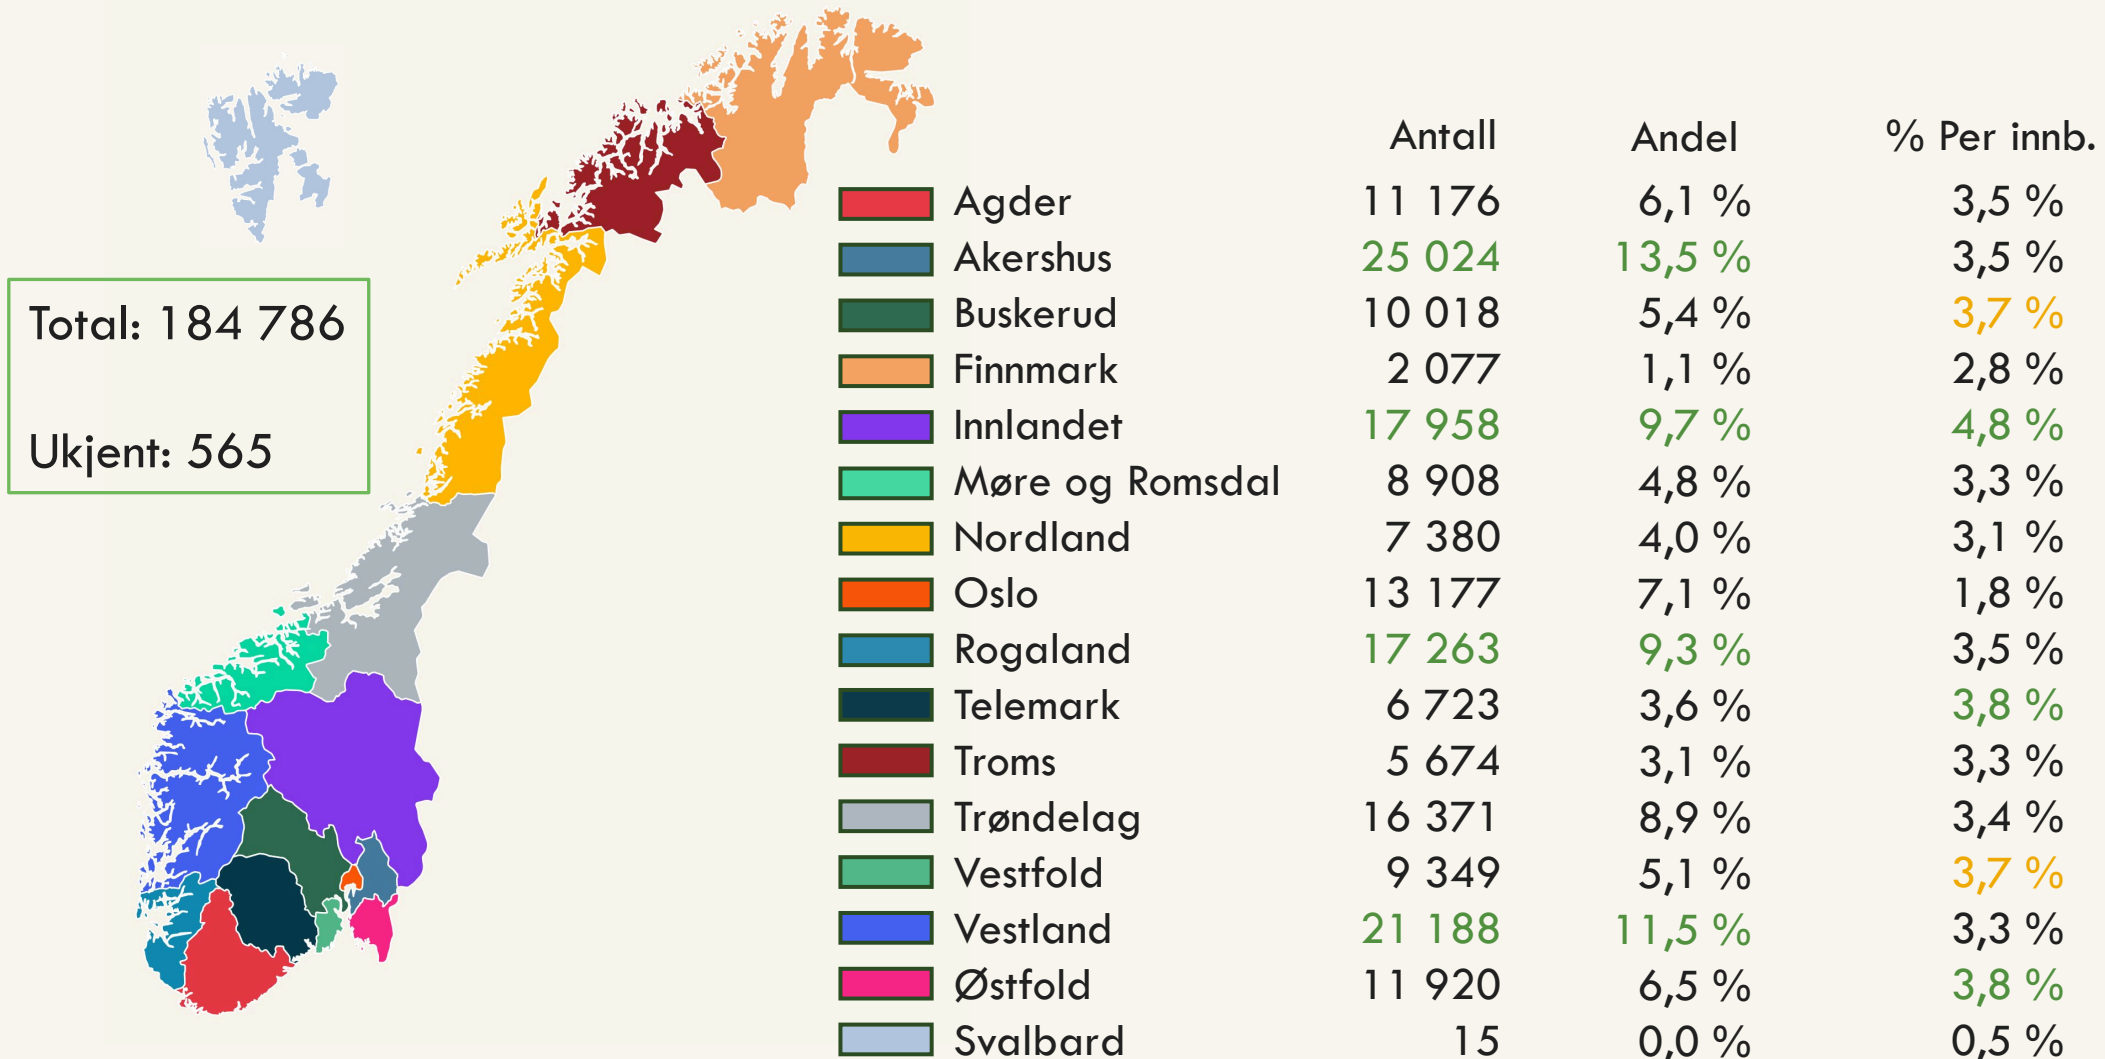 Total: 184 786
Ukjent: 565
Antall Andel % Per innb.
Agder 11 176 6,1 % 3,5 %
Akershus 25 024 13,5 % 3,5 %
Buskerud 10 018 5,4 % 3,7 %
Finnmark 2 077 1,1 % 2,8 %
Innlandet 17 958 9,7 % 4,8 %
Møre og Romsdal 8 908 4,8 % 3,3 %
Nordland 7 380 4,0 % 3,1 %
Oslo 13 177 7,1 % 1,8 %
Rogaland 17 263 9,3 % 3,5 %
Telemark 6 723 3,6 % 3,8 %
Troms 5 674 3,1 % 3,3 %
Trøndelag 16 371 8,9 % 3,4 %
Vestfold 9 349 5,1 % 3,7 %
Vestland 21 188 11,5 % 3,3 %
Østfold 11 920 6,5 % 3,8 %
Svalbard 15 0,0 % 0,5 %